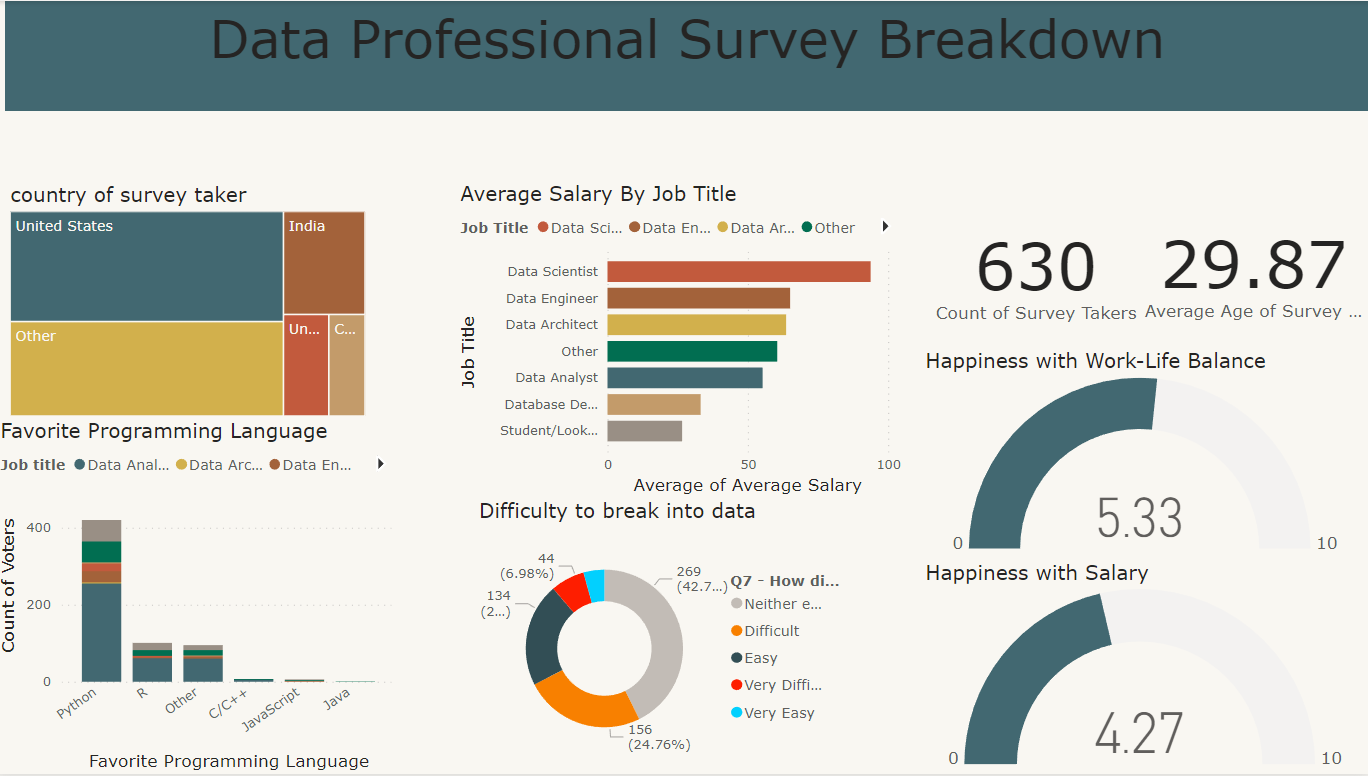 Data Professional Survey Breakdown
country of survey taker
United States
India
Other
Un...
C...
Favorite Programming Language
Job title Data Anal... Data Arc... Data En...
Count of Voters
400
200
0
Python
R
Other
C/C++
JavaScript
Java
Favorite Programming Language
Average Salary By Job Title
Job Title Data Sci... Data En... Data Ar... Other
Job Title
Data Scientist
Data Engineer
Data Architect
Other
Data Analyst
Database De...
Student/Look...
0 50 100
Average of Average Salary
Difficulty to break into data
44
(6.98%)
134
(2...)
269
(42.7...)
156
(24.76%)
Q7 - How di...
Neither e...
Difficult
Easy
Very Diffi...
Very Easy
630
Count of Survey Takers
29.87
Average Age of Survey ...
Happiness with Work-Life Balance
5.33
0
10
Happiness with Salary
4.27
0
10